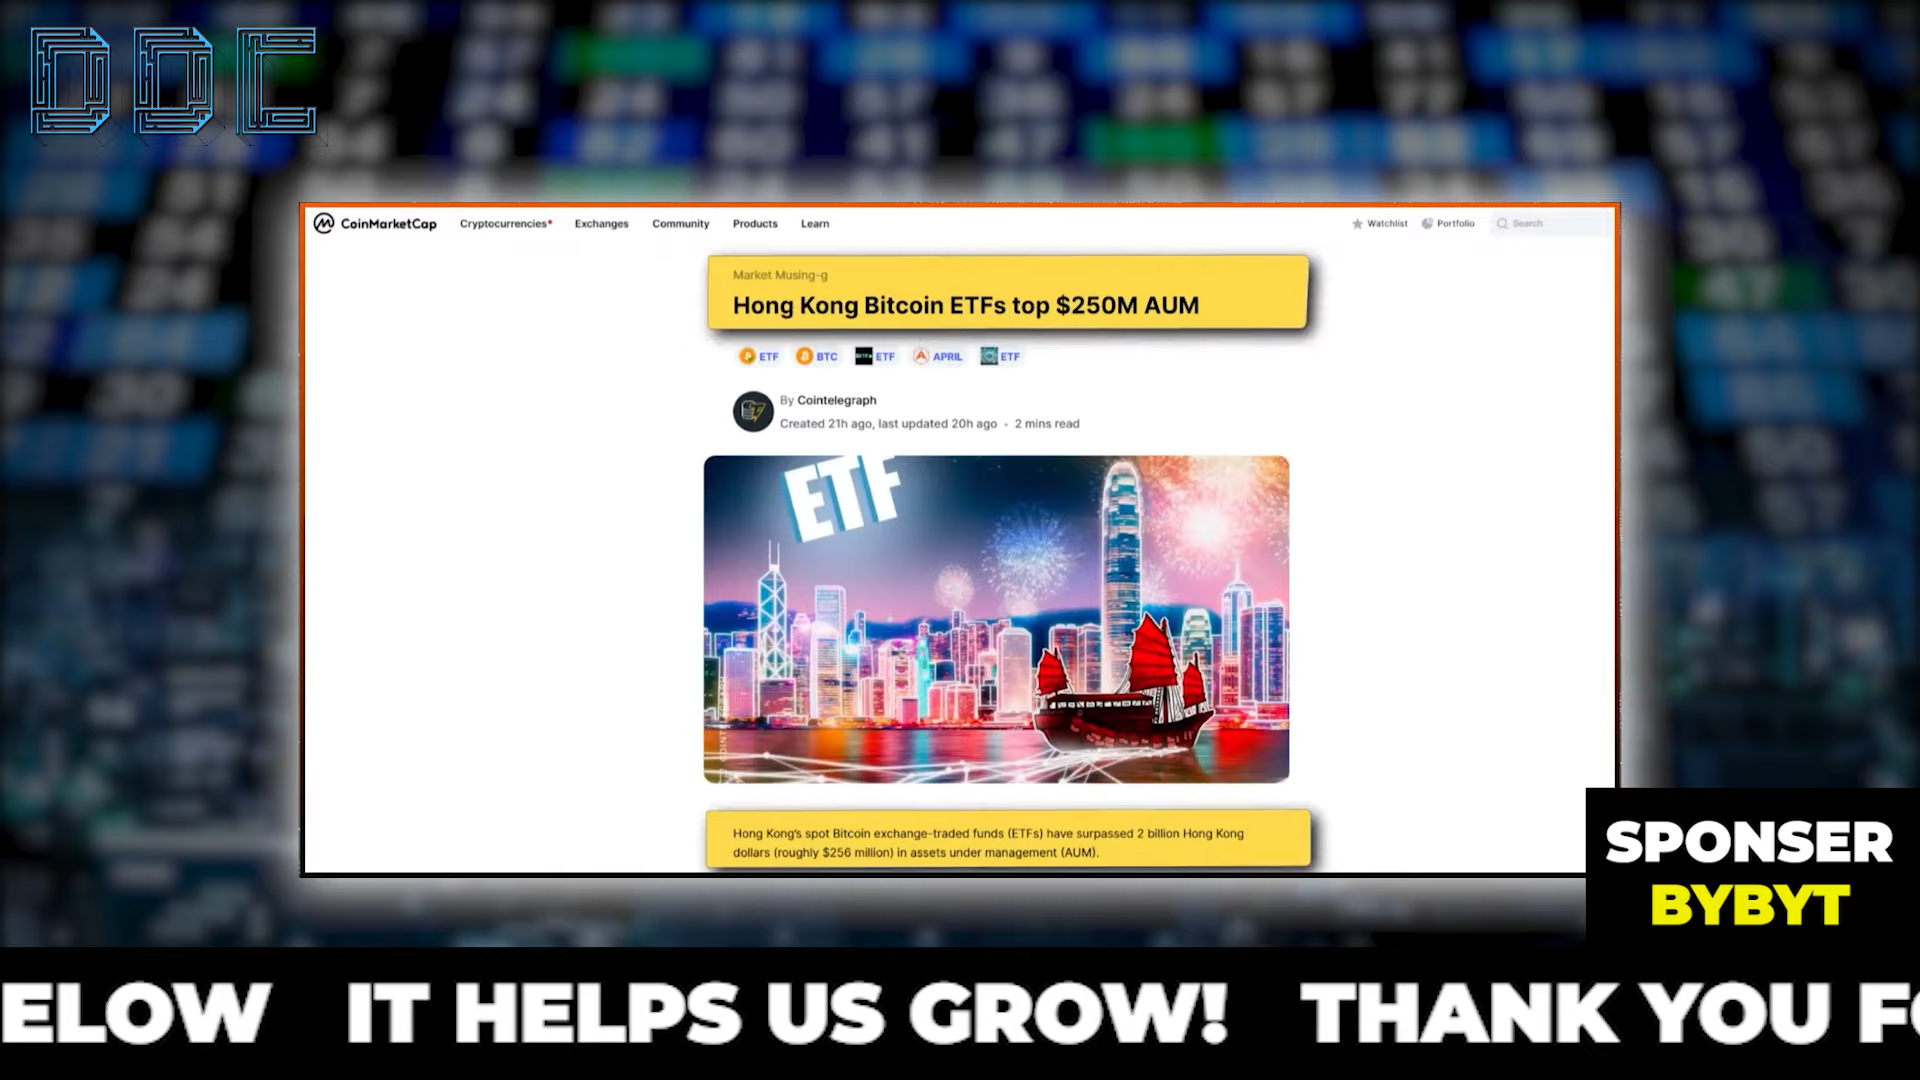 DDC
CoinMarketCap Cryptocurrencies Exchanges Community Products Learn Watchlist Portfolio Search
Market Musing-g
Hong Kong Bitcoin ETFs top $250M AUM
ETF BTC ETF APRIL ETF
By Cointelegraph
Created 21h ago, last updated 20h ago • 2 mins read
ETF
Hong Kong's spot Bitcoin exchange-traded funds (ETFs) have surpassed 2 billion Hong Kong
dollars (roughly $256 million) in assets under management (AUM).
SPONSER
BYBYT
ELOW IT HELPS US GROW! THANK YOU FO